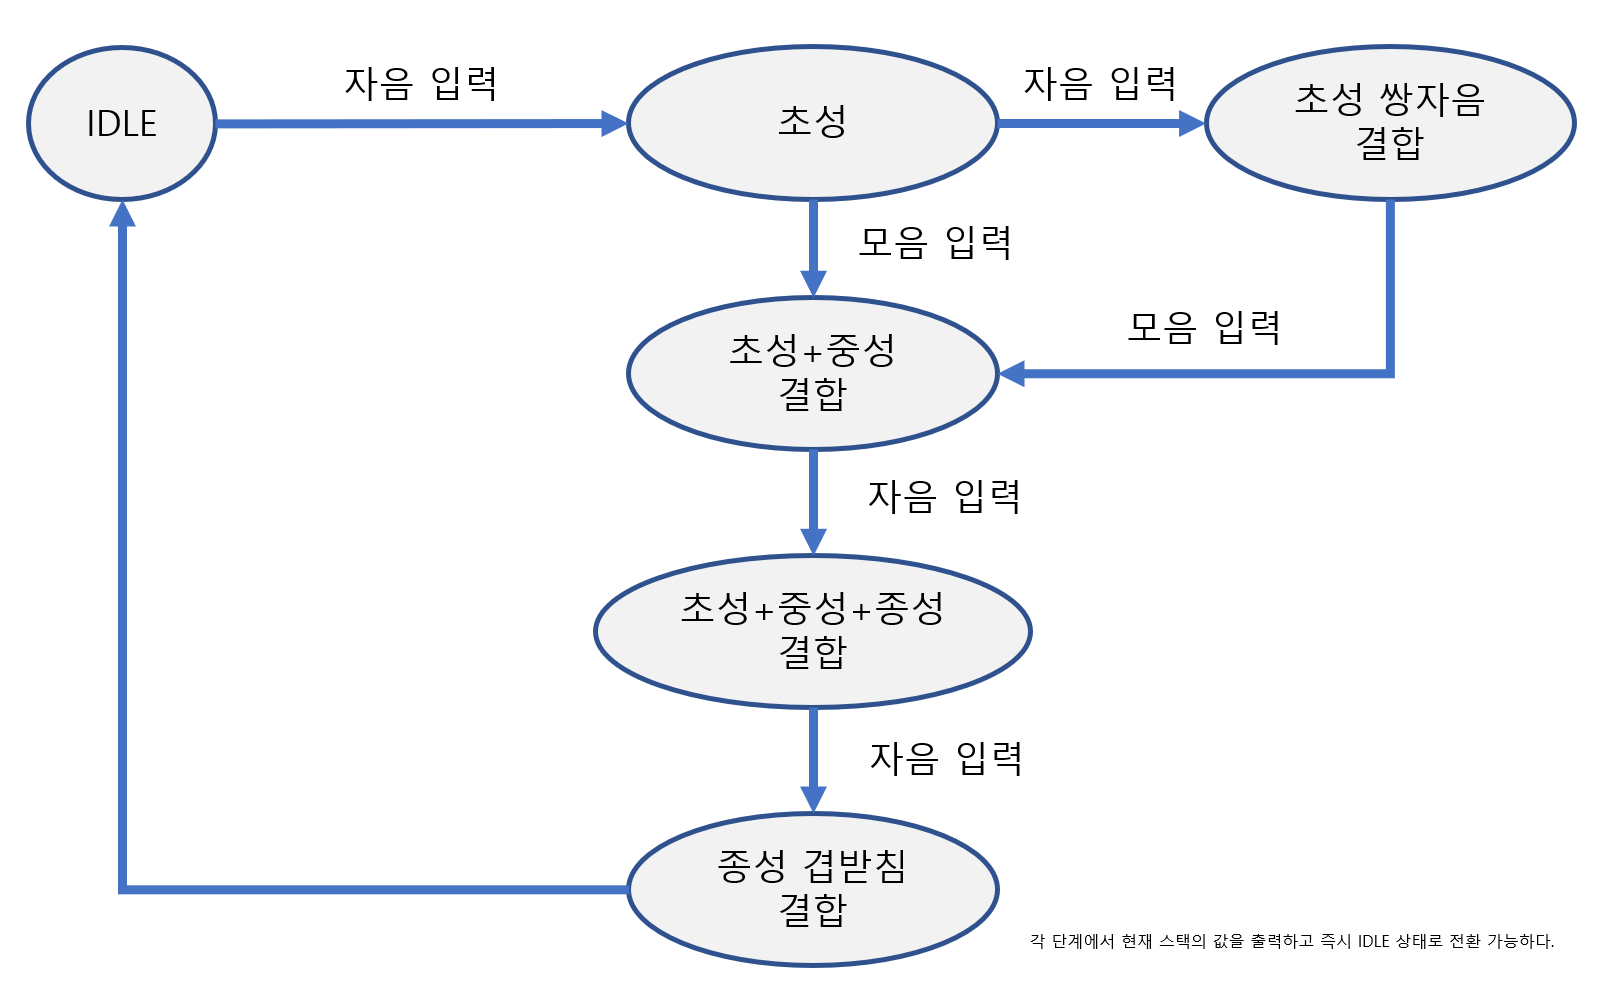 IDLE
자음 입력
초성
자음 입력
초성 쌍자음
결합
모음 입력
모음 입력
초성+중성
결합
자음 입력
초성+중성+종성
결합
자음 입력
종성 겹받침
결합
각 단계에서 현재 스택의 값을 출력하고 즉시 IDLE 상태로 전환 가능하다.